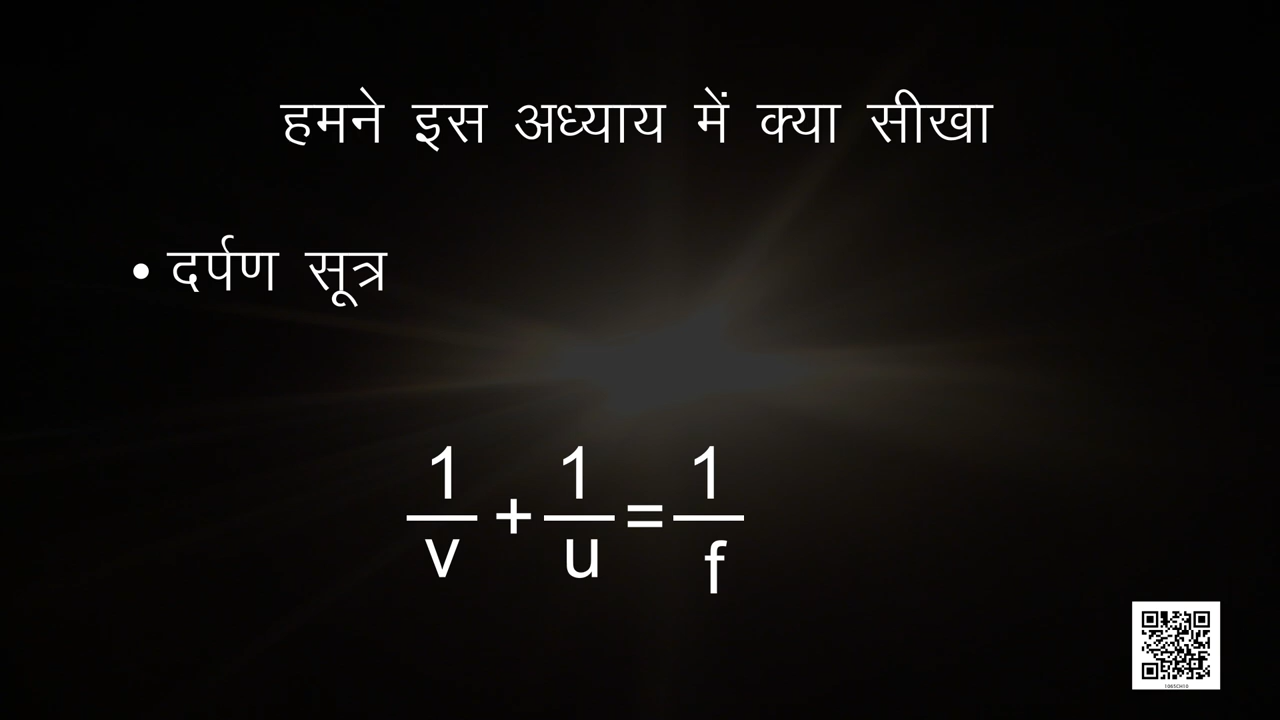 हमने इस अध्याय में क्या सीखा
• दर्पण सूत्र
1/v + 1/u = 1/f